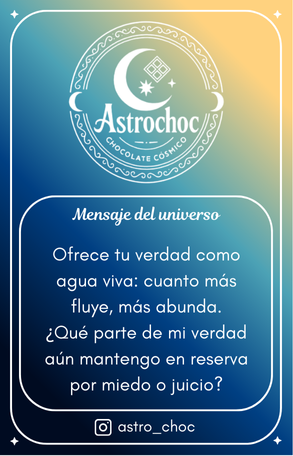 Astrochoc
CHOCOLATE CÓSMICO
Mensaje del universo
Ofrece tu verdad como
agua viva: cuanto más
fluye, más abunda.
¿Qué parte de mi verdad
aún mantengo en reserva
por miedo o juicio?
astro_choc